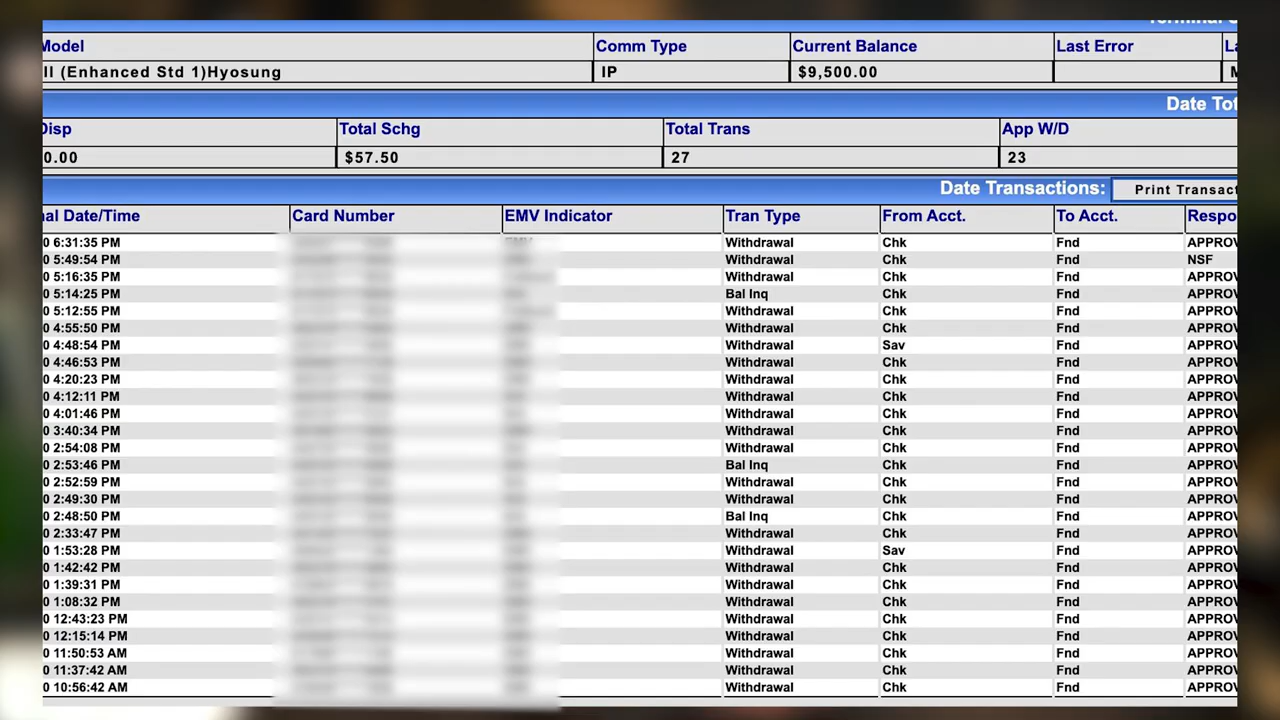 Model Comm Type Current Balance Last Error
II (Enhanced Std 1)Hyosung IP $9,500.00
Date Tot
Disp Total Schg Total Trans App W/D
0.00 $57.50 27 23
Date Transactions: Print Transact
nal Date/Time Card Number EMV Indicator Tran Type From Acct. To Acct. Respo
0 6:31:35 PM Withdrawal Chk Fnd APPROV
0 5:49:54 PM Withdrawal Chk Fnd NSF
0 5:16:35 PM Withdrawal Chk Fnd APPROV
0 5:14:25 PM Bal Inq Chk Fnd APPROV
0 5:12:55 PM Withdrawal Chk Fnd APPROV
0 4:55:50 PM Withdrawal Chk Fnd APPROV
0 4:48:54 PM Withdrawal Sav Fnd APPROV
0 4:46:53 PM Withdrawal Chk Fnd APPROV
0 4:20:23 PM Withdrawal Chk Fnd APPROV
0 4:12:11 PM Withdrawal Chk Fnd APPROV
0 4:01:46 PM Withdrawal Chk Fnd APPROV
0 3:40:34 PM Withdrawal Chk Fnd APPROV
0 2:54:08 PM Withdrawal Chk Fnd APPROV
0 2:53:46 PM Bal Inq Chk Fnd APPROV
0 2:52:59 PM Withdrawal Chk Fnd APPROV
0 2:49:30 PM Withdrawal Chk Fnd APPROV
0 2:48:50 PM Bal Inq Chk Fnd APPROV
0 2:33:47 PM Withdrawal Chk Fnd APPROV
0 1:53:28 PM Withdrawal Sav Fnd APPROV
0 1:42:42 PM Withdrawal Chk Fnd APPROV
0 1:39:31 PM Withdrawal Chk Fnd APPROV
0 1:08:32 PM Withdrawal Chk Fnd APPROV
0 12:43:23 PM Withdrawal Chk Fnd APPROV
0 12:15:14 PM Withdrawal Chk Fnd APPROV
0 11:50:53 AM Withdrawal Chk Fnd APPROV
0 11:37:42 AM Withdrawal Chk Fnd APPROV
0 10:56:42 AM Withdrawal Chk Fnd APPROV